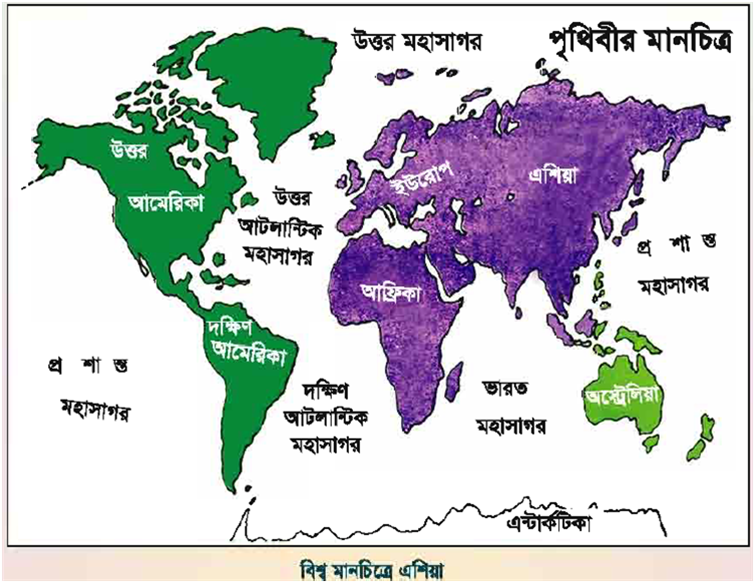 উত্তর মহাসাগর
পৃথিবীর মানচিত্র
উত্তর
আমেরিকা
উত্তর
আটলান্টিক
মহাসাগর
ইউরোপ
এশিয়া
প্র শা ন্ত
মহাসাগর
আফ্রিকা
দক্ষিণ
আমেরিকা
প্র শা ন্ত
মহাসাগর
দক্ষিণ
আটলান্টিক
মহাসাগর
ভারত
মহাসাগর
অস্ট্রেলিয়া
এন্টার্কটিকা
বিশ্ব মানচিত্রে এশিয়া